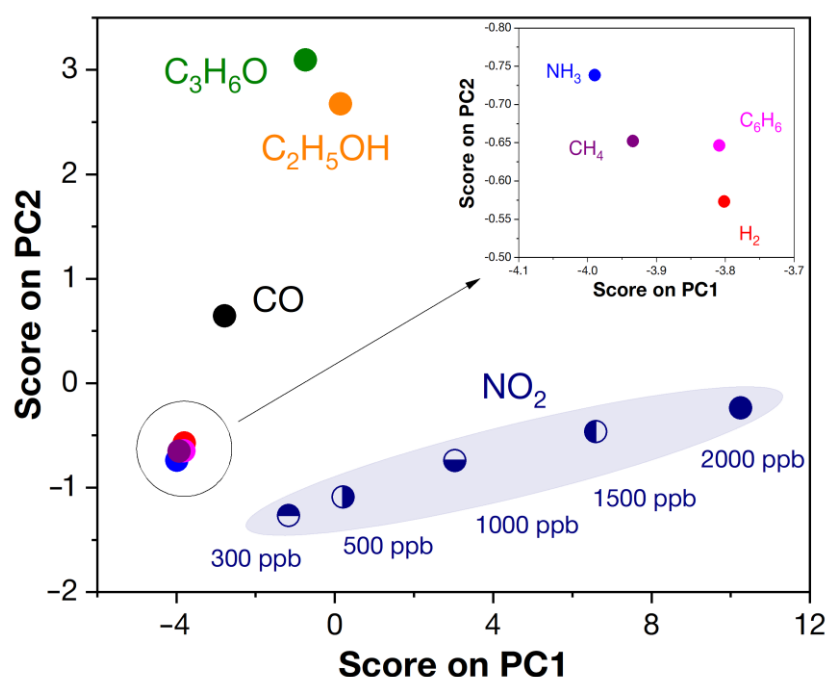 C₃H₆O
C₂H₅OH
CO
NO₂
300 ppb
500 ppb
1000 ppb
1500 ppb
2000 ppb
Score on PC2
3
2
1
0
−1
−2
−4
0
4
8
12
Score on PC1
Score on PC2
-0.80
-0.75
-0.70
-0.65
-0.60
-0.55
-0.50
NH₃
CH₄
C₆H₆
H₂
-4.1
-4.0
-3.9
-3.8
-3.7
Score on PC1